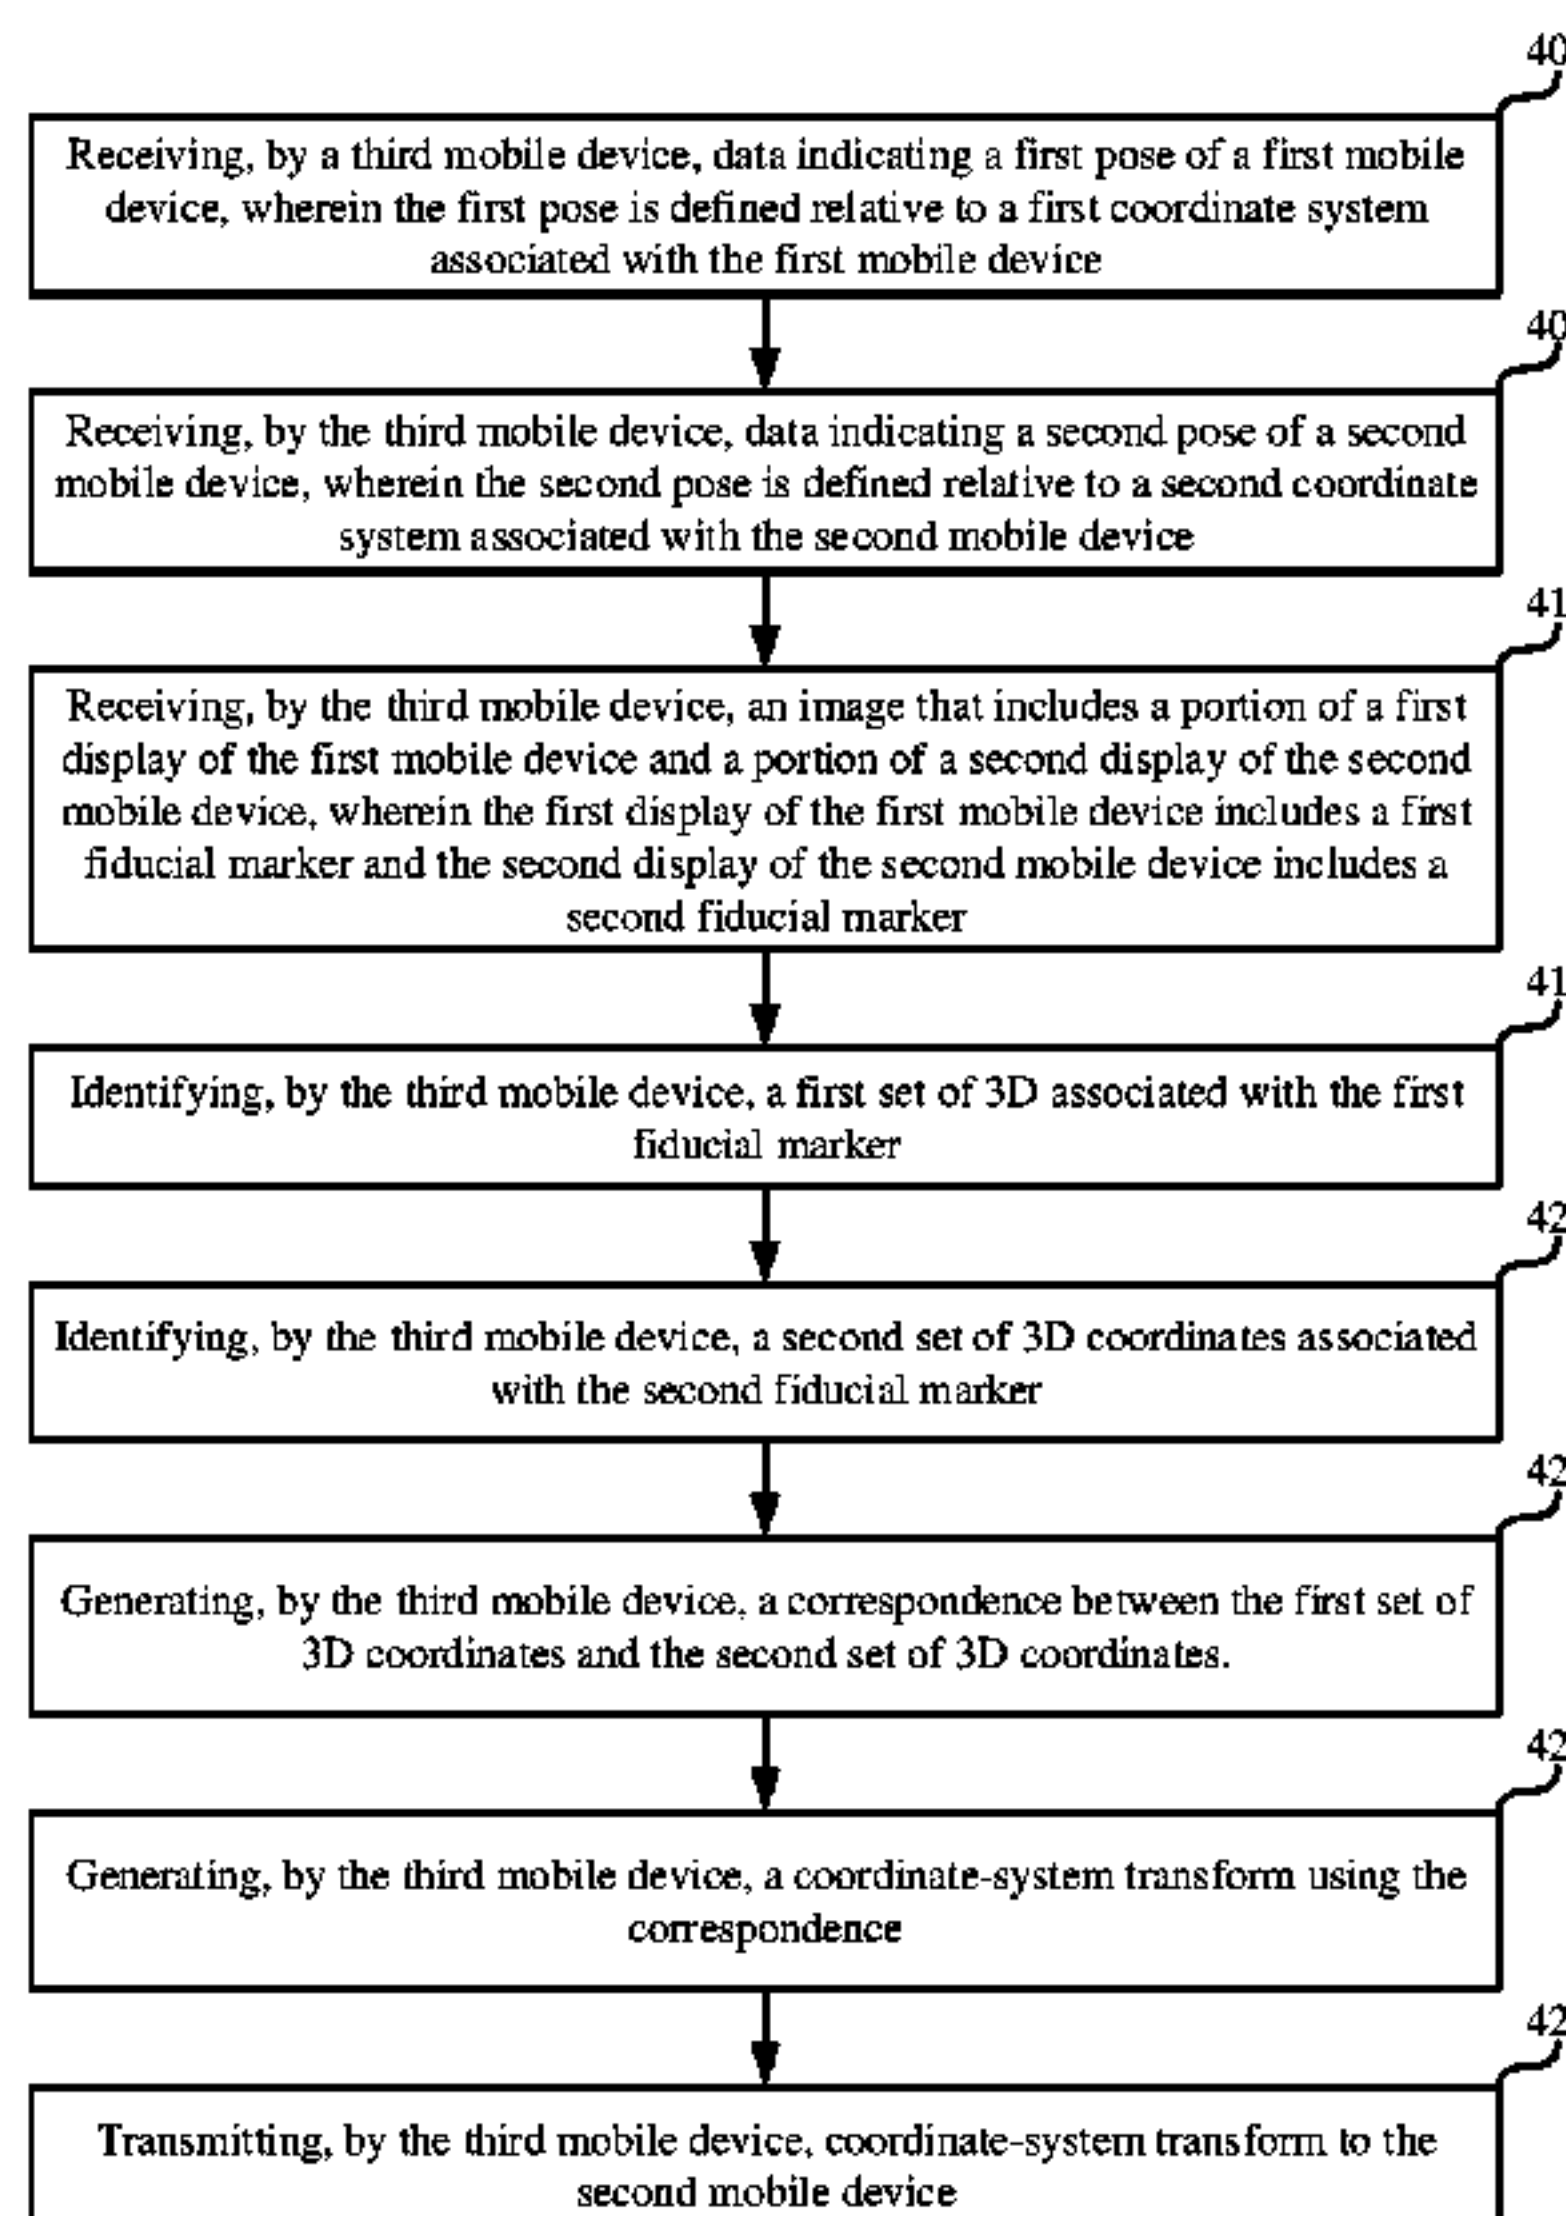 40
Receiving, by a third mobile device, data indicating a first pose of a first mobile
device, wherein the first pose is defined relative to a first coordinate system
associated with the first mobile device
40
Receiving, by the third mobile device, data indicating a second pose of a second
mobile device, wherein the second pose is defined relative to a second coordinate
system associated with the second mobile device
41
Receiving, by the third mobile device, an image that includes a portion of a first
display of the first mobile device and a portion of a second display of the second
mobile device, wherein the first display of the first mobile device includes a first
fiducial marker and the second display of the second mobile device includes a
second fiducial marker
41
Identifying, by the third mobile device, a first set of 3D associated with the first
fiducial marker
42
Identifying, by the third mobile device, a second set of 3D coordinates associated
with the second fiducial marker
42
Generating, by the third mobile device, a correspondence between the first set of
3D coordinates and the second set of 3D coordinates.
42
Generating, by the third mobile device, a coordinate-system transform using the
correspondence
42
Transmitting, by the third mobile device, coordinate-system transform to the
second mobile device